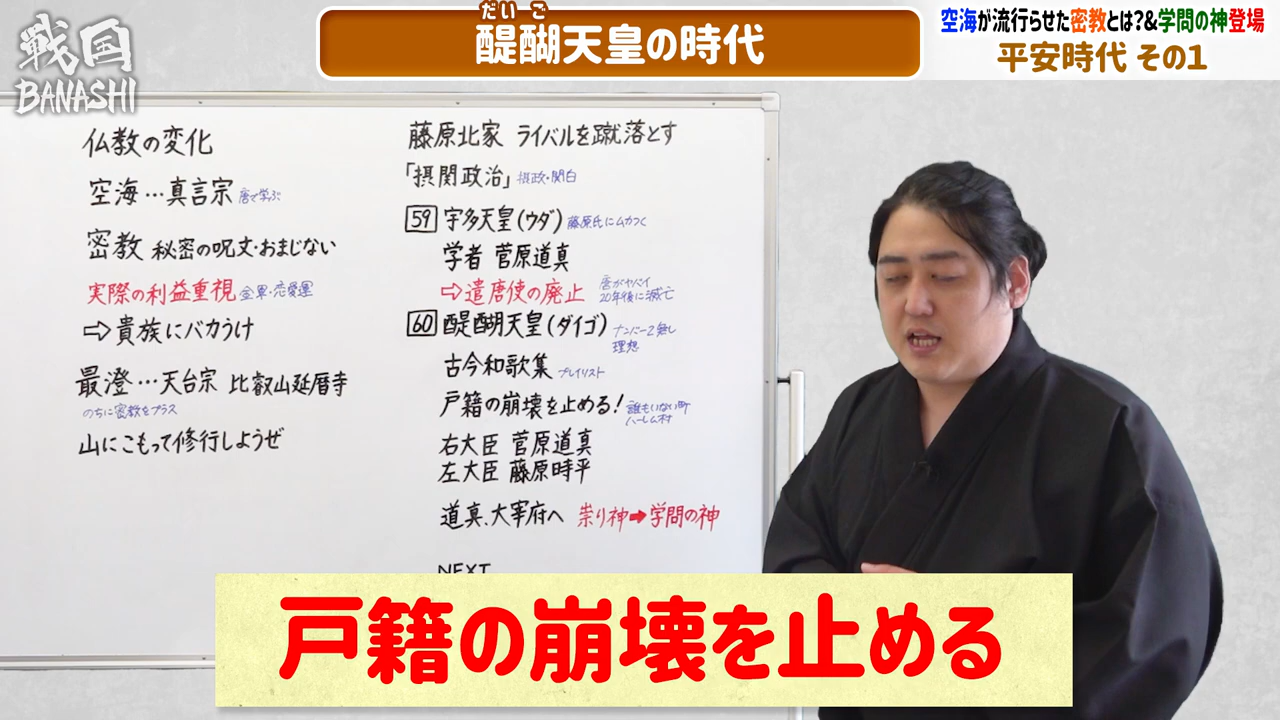 戦国
BANASHI
だいご
醍醐天皇の時代
空海が流行らせた密教とは?&学問の神登場
平安時代 その1
仏教の変化
空海…真言宗 唐で学ぶ
密教 秘密の呪文・おまじない
実際の利益重視 金運・恋愛運
⇨貴族にバカうけ
最澄…天台宗 比叡山延暦寺
のちに密教をプラス
山にこもって修行しようぜ
藤原北家 ライバルを蹴落とす
「摂関政治」 摂政・関白
59 宇多天皇(ウダ) 藤原氏にムカつく
学者 菅原道真
⇨遣唐使の廃止 唐がヤバイ
20年後に滅亡
60 醍醐天皇(ダイゴ) ナンバー2無し
理想
古今和歌集 プレイリスト
戸籍の崩壊を止める! 誰もいない町
ハーレム村
右大臣 菅原道真
左大臣 藤原時平
道真、大宰府へ 祟り神➡学問の神
NEXT
戸籍の崩壊を止める